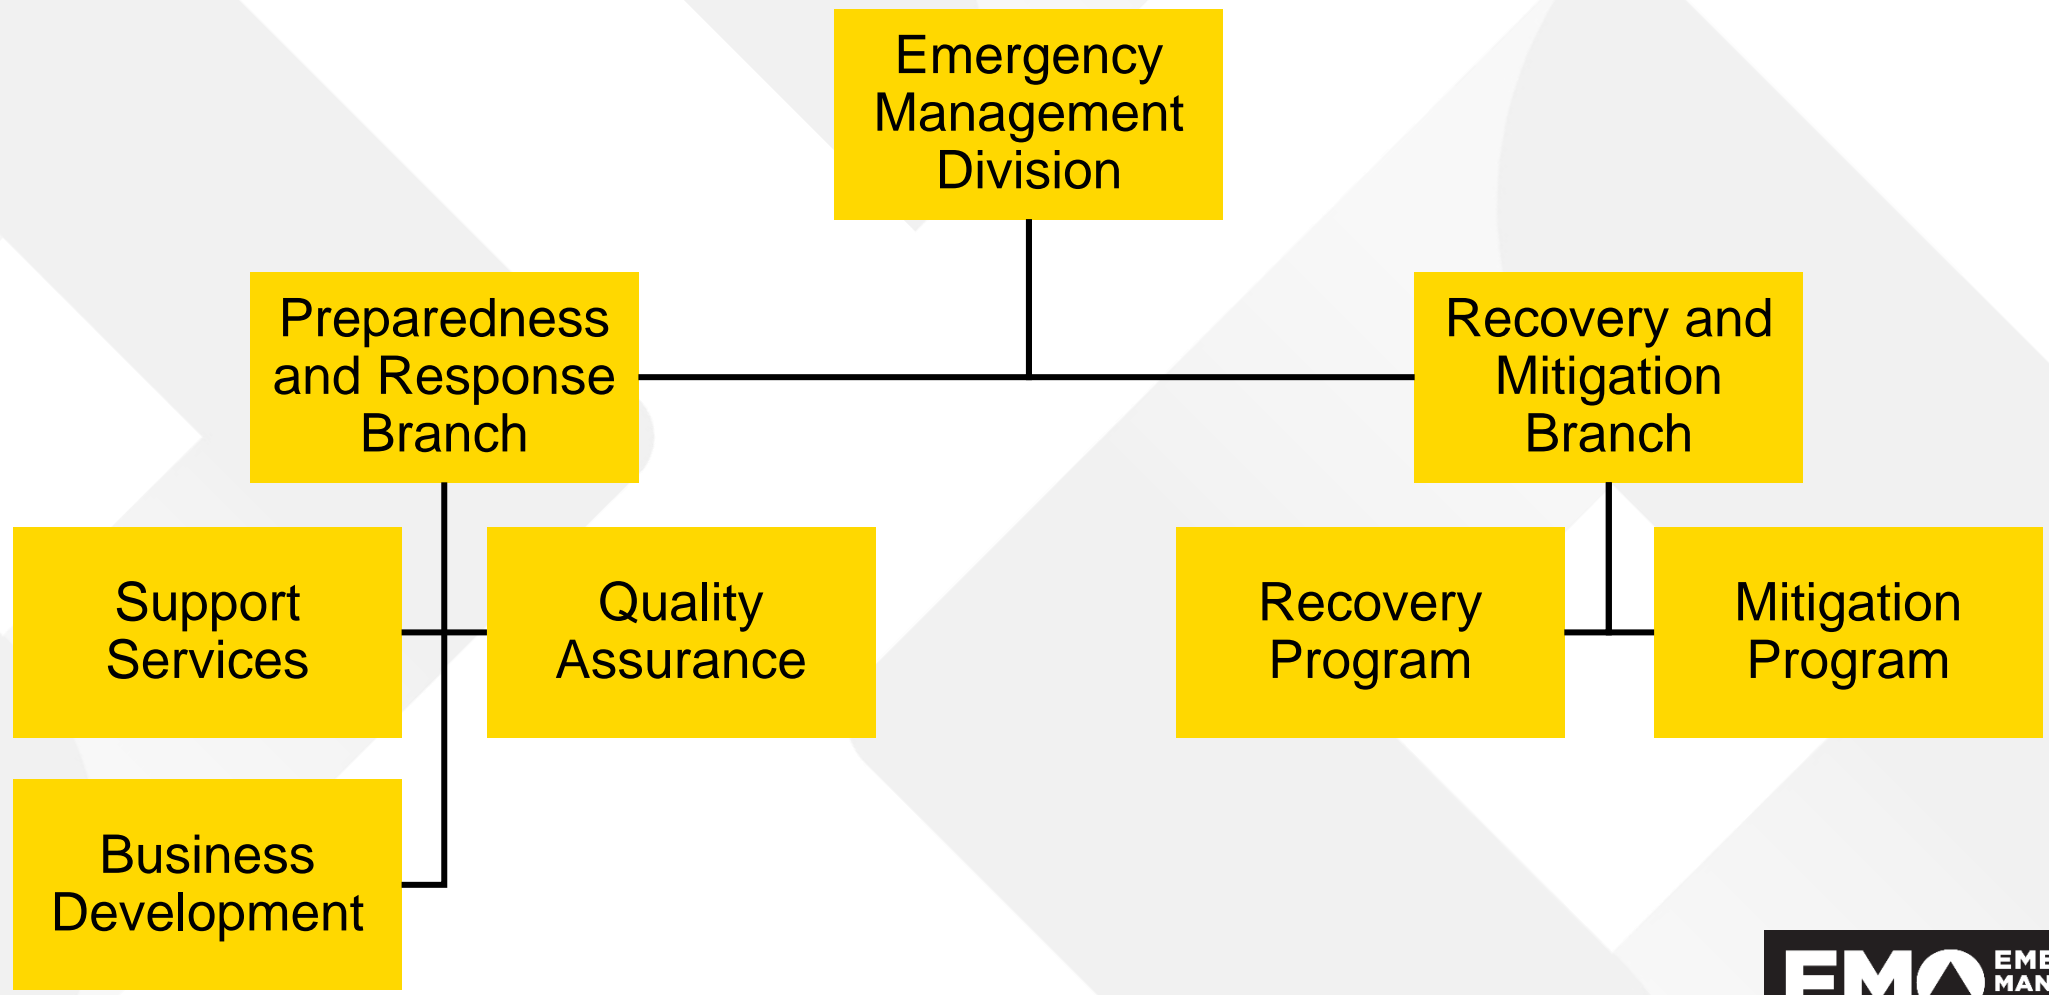 Emergency
Management
Division
Preparedness
and Response
Branch
Recovery and
Mitigation
Branch
Support
Services
Quality
Assurance
Recovery
Program
Mitigation
Program
Business
Development